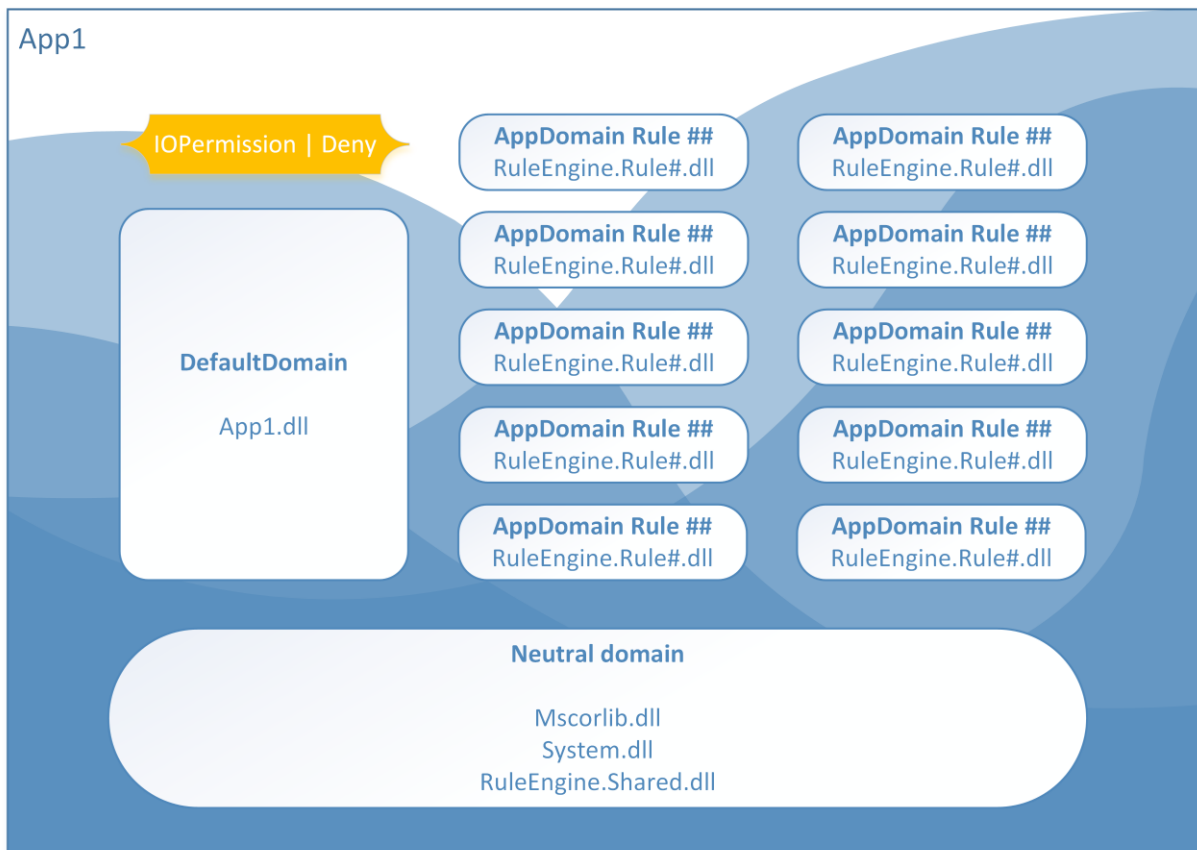 App1
IOPermission | Deny
DefaultDomain
App1.dll
AppDomain Rule ##
RuleEngine.Rule#.dll
AppDomain Rule ##
RuleEngine.Rule#.dll
AppDomain Rule ##
RuleEngine.Rule#.dll
AppDomain Rule ##
RuleEngine.Rule#.dll
AppDomain Rule ##
RuleEngine.Rule#.dll
AppDomain Rule ##
RuleEngine.Rule#.dll
AppDomain Rule ##
RuleEngine.Rule#.dll
AppDomain Rule ##
RuleEngine.Rule#.dll
AppDomain Rule ##
RuleEngine.Rule#.dll
AppDomain Rule ##
RuleEngine.Rule#.dll
Neutral domain
Mscorlib.dll
System.dll
RuleEngine.Shared.dll